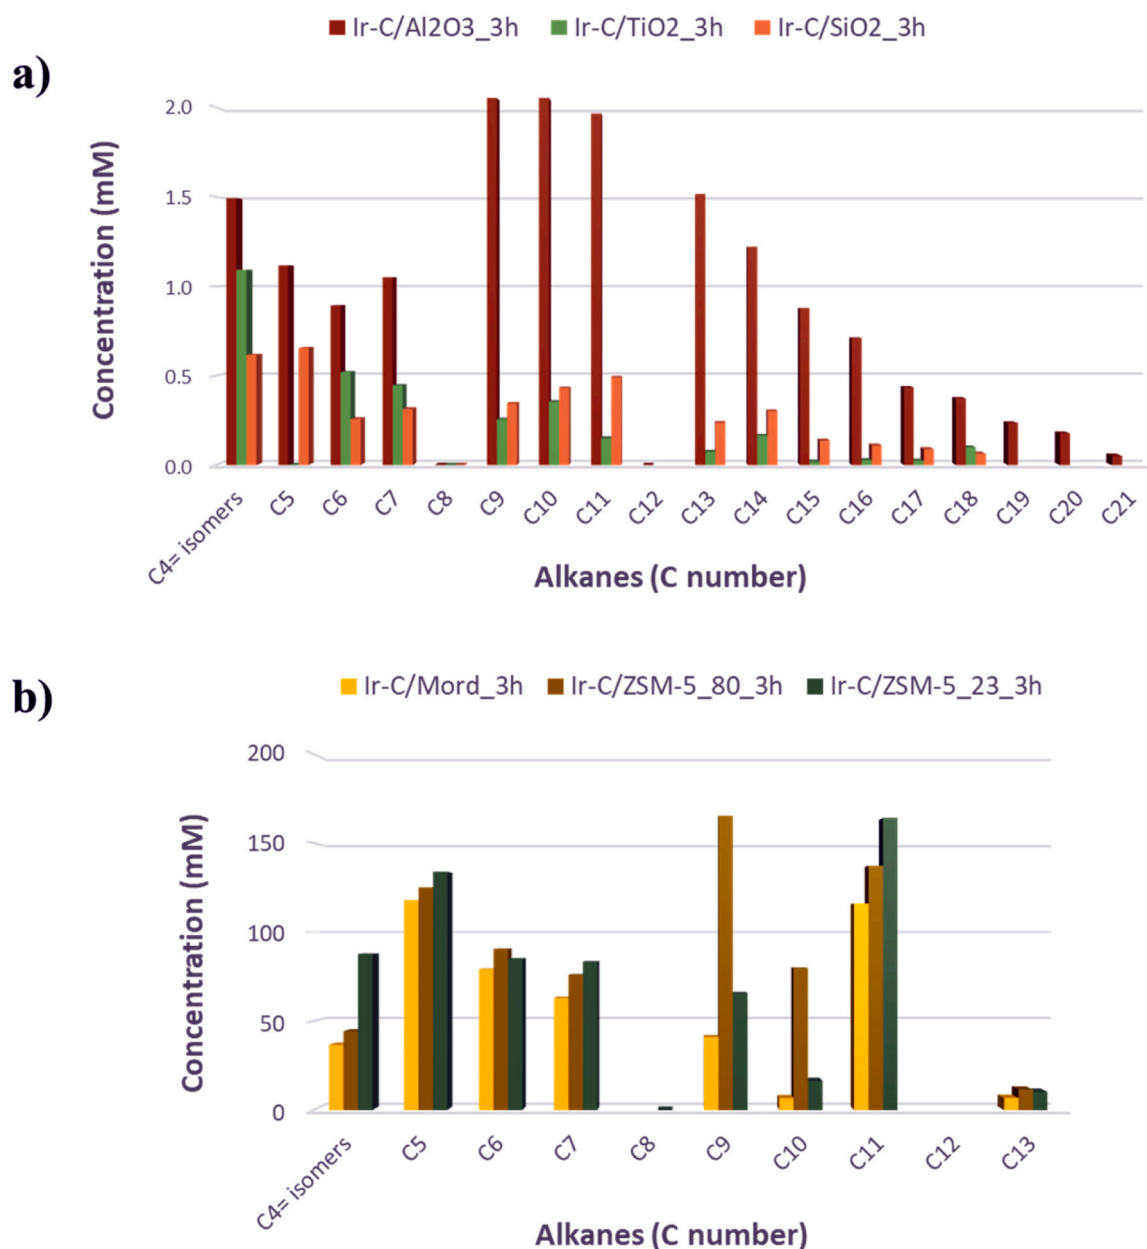 Ir-C/Al2O3_3h Ir-C/TiO2_3h Ir-C/SiO2_3h
a)
2.0
1.5
1.0
0.5
0.0
Concentration (mM)
C4= isomers C5 C6 C7 C8 C9 C10 C11 C12 C13 C14 C15 C16 C17 C18 C19 C20 C21
Alkanes (C number)
Ir-C/Mord_3h Ir-C/ZSM-5_80_3h Ir-C/ZSM-5_23_3h
b)
200
150
100
50
0
Concentration (mM)
C4= isomers C5 C6 C7 C8 C9 C10 C11 C12 C13
Alkanes (C number)